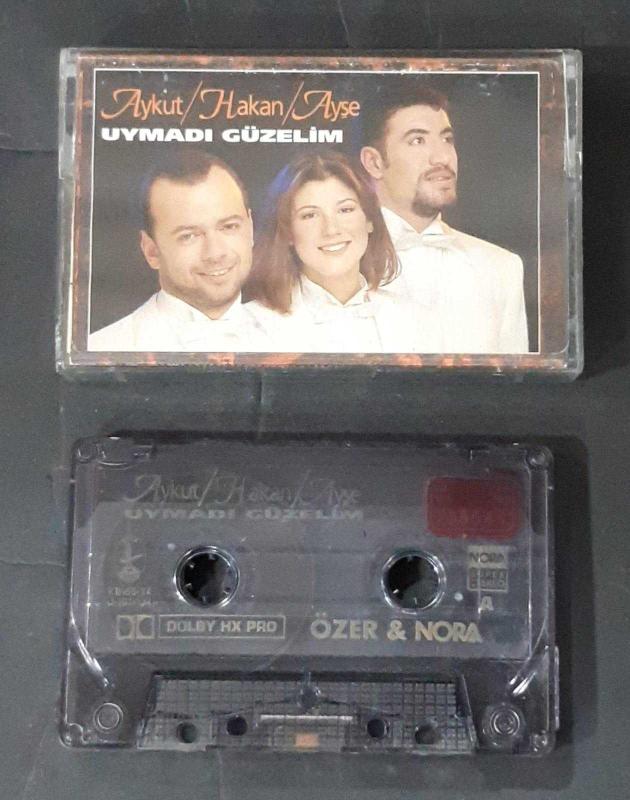 Aykut/Hakan/Ayşe
UYMADI GÜZELİM
Aykut/Hakan/Ayşe
UYMADI GÜZELİM
NORA
A
DOLBY HX PRO
ÖZER & NORA